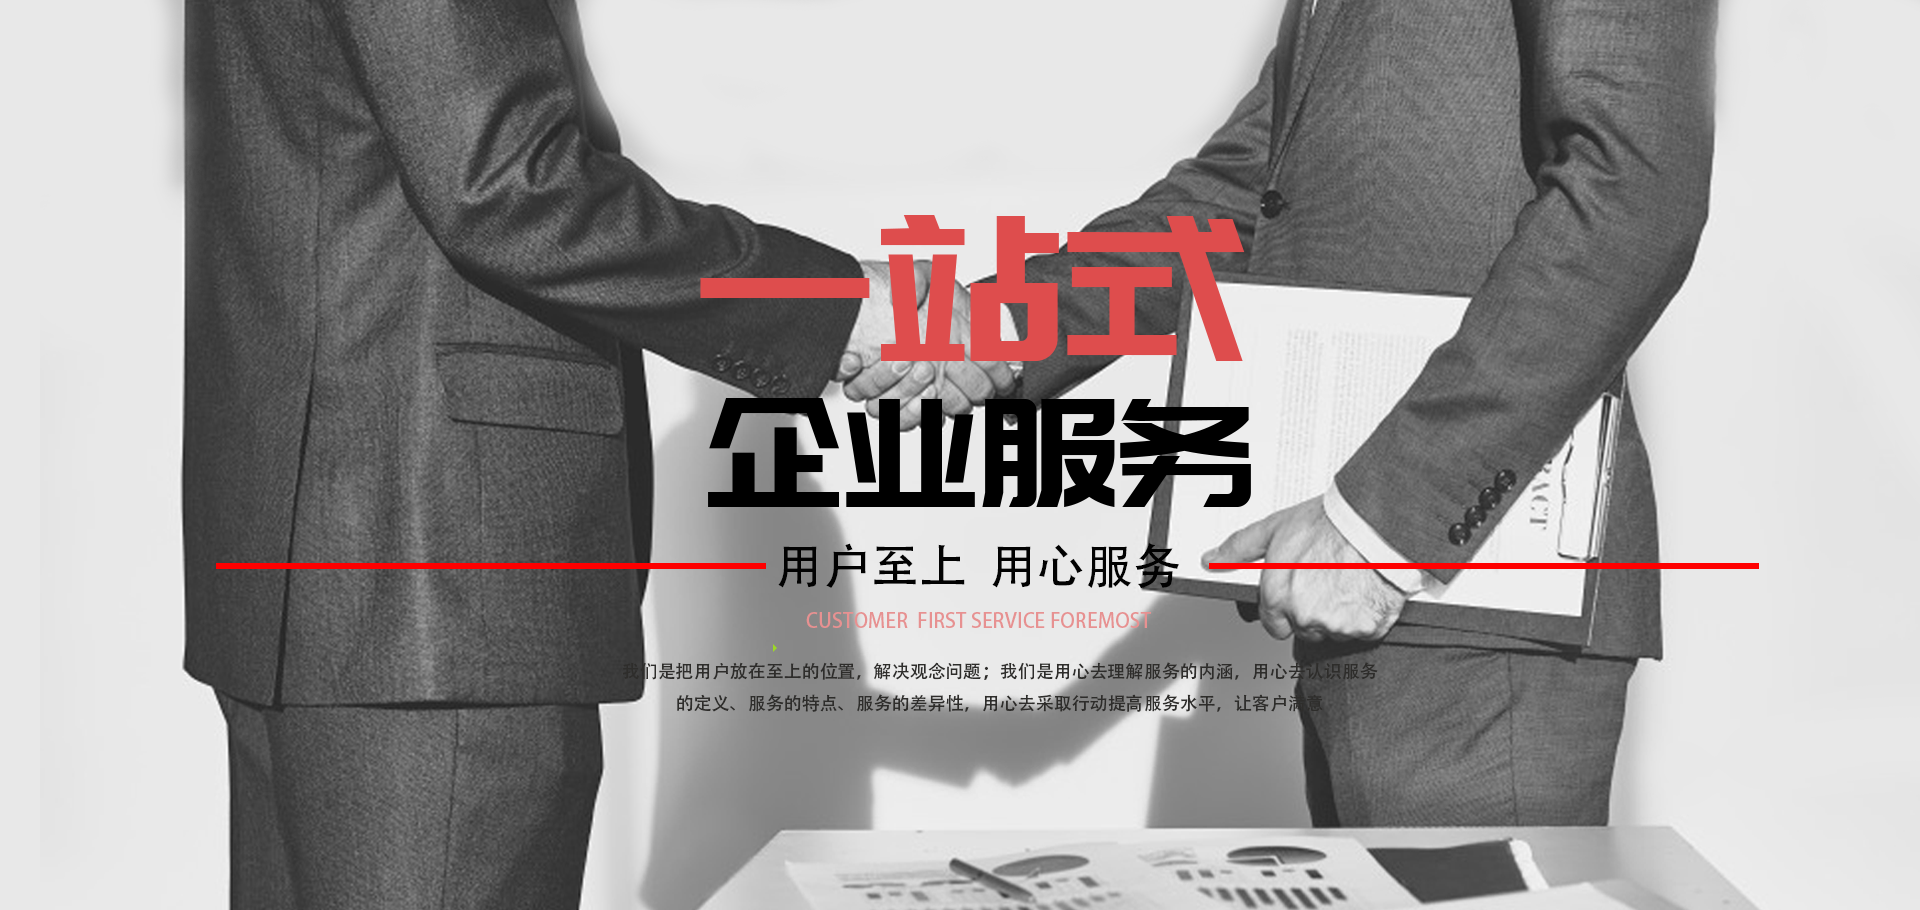 一站式
企业服务
用户至上 用心服务
CUSTOMER FIRST SERVICE FOREMOST
我们是把用户放在至上的位置，解决观念问题；我们是用心去理解服务的内涵，用心去认识服务
的定义、服务的特点、服务的差异性，用心去采取行动提高服务水平，让客户满意